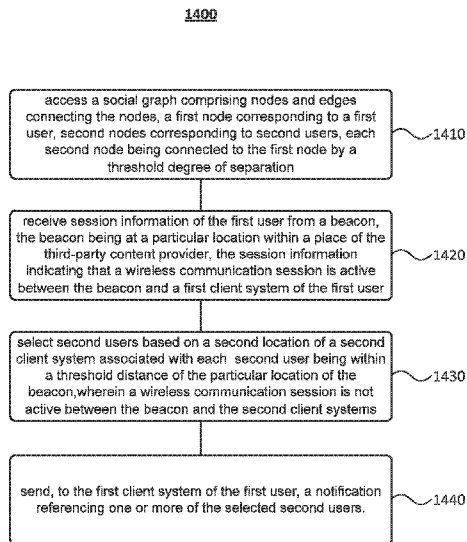 1400
access a social graph comprising nodes and edges
connecting the nodes, a first node corresponding to a first
user, second nodes corresponding to second users, each
second node being connected to the first node by a
threshold degree of separation
1410
receive session information of the first user from a beacon,
the beacon being at a particular location within a place of
the third-party content provider, the session information
indicating that a wireless communication session is active
between the beacon and a first client system of the first user
1420
select second users based on a second location of a second
client system associated with each second user being within
a threshold distance of the particular location of the
beacon,wherein a wireless communication session is not
active between the beacon and the second client systems
1430
send, to the first client system of the first user, a notification
referencing one or more of the selected second users.
1440